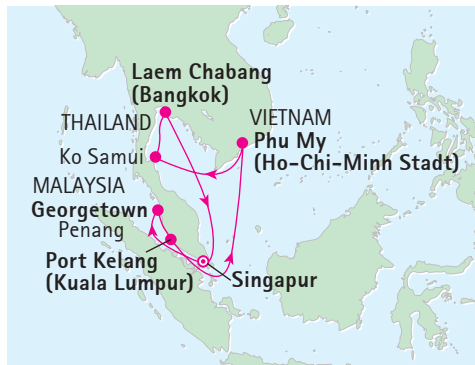 Laem Chabang
(Bangkok)
THAILAND
VIETNAM
Phu My
(Ho-Chi-Minh Stadt)
Ko Samui
MALAYSIA
Georgetown
Penang
Port Kelang
(Kuala Lumpur)
Singapur